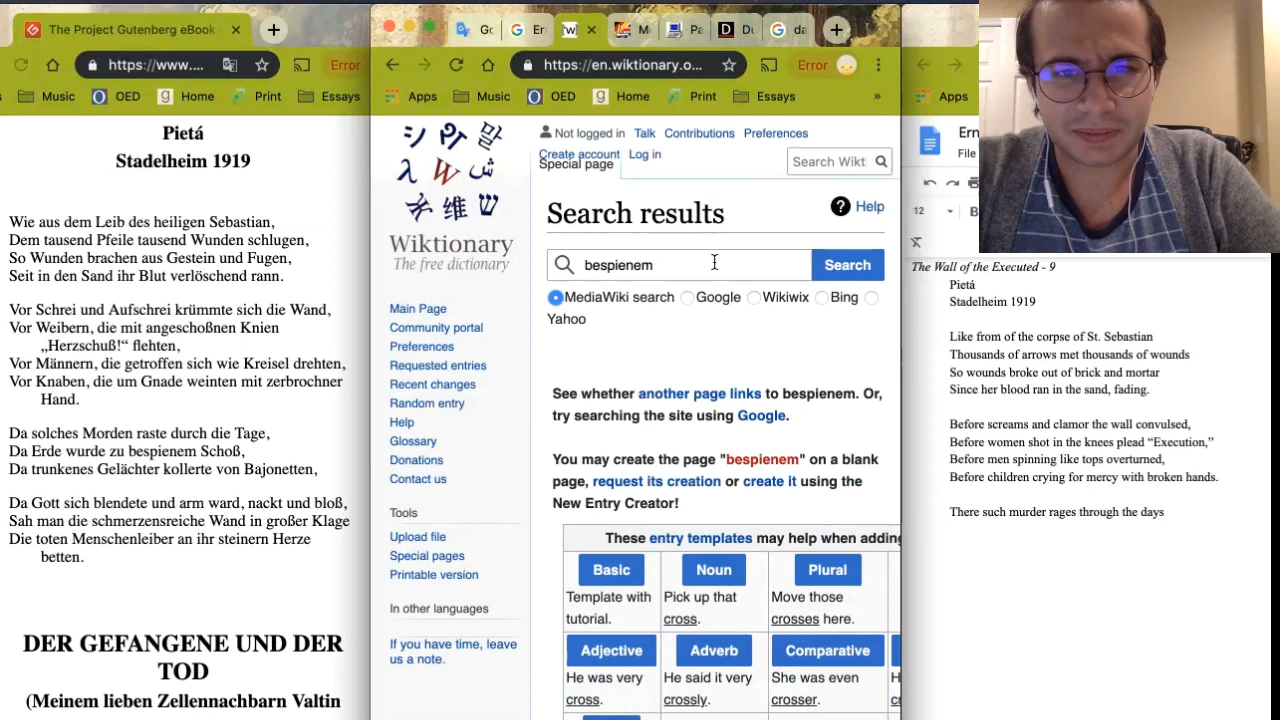 The Project Gutenberg eBook
Go
Er
M
Pa
Du
da
https://www....
https://en.wiktionary.o...
Error
Error
Music
OED
Home
Print
Essays
Apps
Music
OED
Home
Print
Essays
»
Apps
Pietá
Stadelheim 1919
Wie aus dem Leib des heiligen Sebastian,
Dem tausend Pfeile tausend Wunden schlugen,
So Wunden brachen aus Gestein und Fugen,
Seit in den Sand ihr Blut verlöschend rann.
Vor Schrei und Aufschrei krümmte sich die Wand,
Vor Weibern, die mit angeschoßnen Knien
„Herzschuß!“ flehten,
Vor Männern, die getroffen sich wie Kreisel drehten,
Vor Knaben, die um Gnade weinten mit zerbrochner
Hand.
Da solches Morden raste durch die Tage,
Da Erde wurde zu bespienem Schoß,
Da trunkenes Gelächter kollerte von Bajonetten,
Da Gott sich blendete und arm ward, nackt und bloß,
Sah man die schmerzensreiche Wand in großer Klage
Die toten Menschenleiber an ihr steinern Herze
betten.
DER GEFANGENE UND DER
TOD
(Meinem lieben Zellennachbarn Valtin
Wiktionary
The free dictionary
Main Page
Community portal
Preferences
Requested entries
Recent changes
Random entry
Help
Glossary
Donations
Contact us
Tools
Upload file
Special pages
Printable version
In other languages
If you have time, leave
us a note.
Not logged in Talk Contributions Preferences
Create account Log in
Special page
Search Wikt
Search results
Help
bespienem
Search
MediaWiki search Google Wikiwix Bing
Yahoo
See whether another page links to bespienem. Or,
try searching the site using Google.
You may create the page "bespienem" on a blank
page, request its creation or create it using the
New Entry Creator!
These entry templates may help when adding
Basic
Noun
Plural
Template with
tutorial.
Pick up that
cross.
Move those
crosses here.
Adjective
Adverb
Comparative
He was very
cross.
He said it very
crossly.
She was even
crosser.
Ern
File
12
B
The Wall of the Executed - 9
Pietá
Stadelheim 1919
Like from of the corpse of St. Sebastian
Thousands of arrows met thousands of wounds
So wounds broke out of brick and mortar
Since her blood ran in the sand, fading.
Before screams and clamor the wall convulsed,
Before women shot in the knees plead “Execution,”
Before men spinning like tops overturned,
Before children crying for mercy with broken hands.
There such murder rages through the days